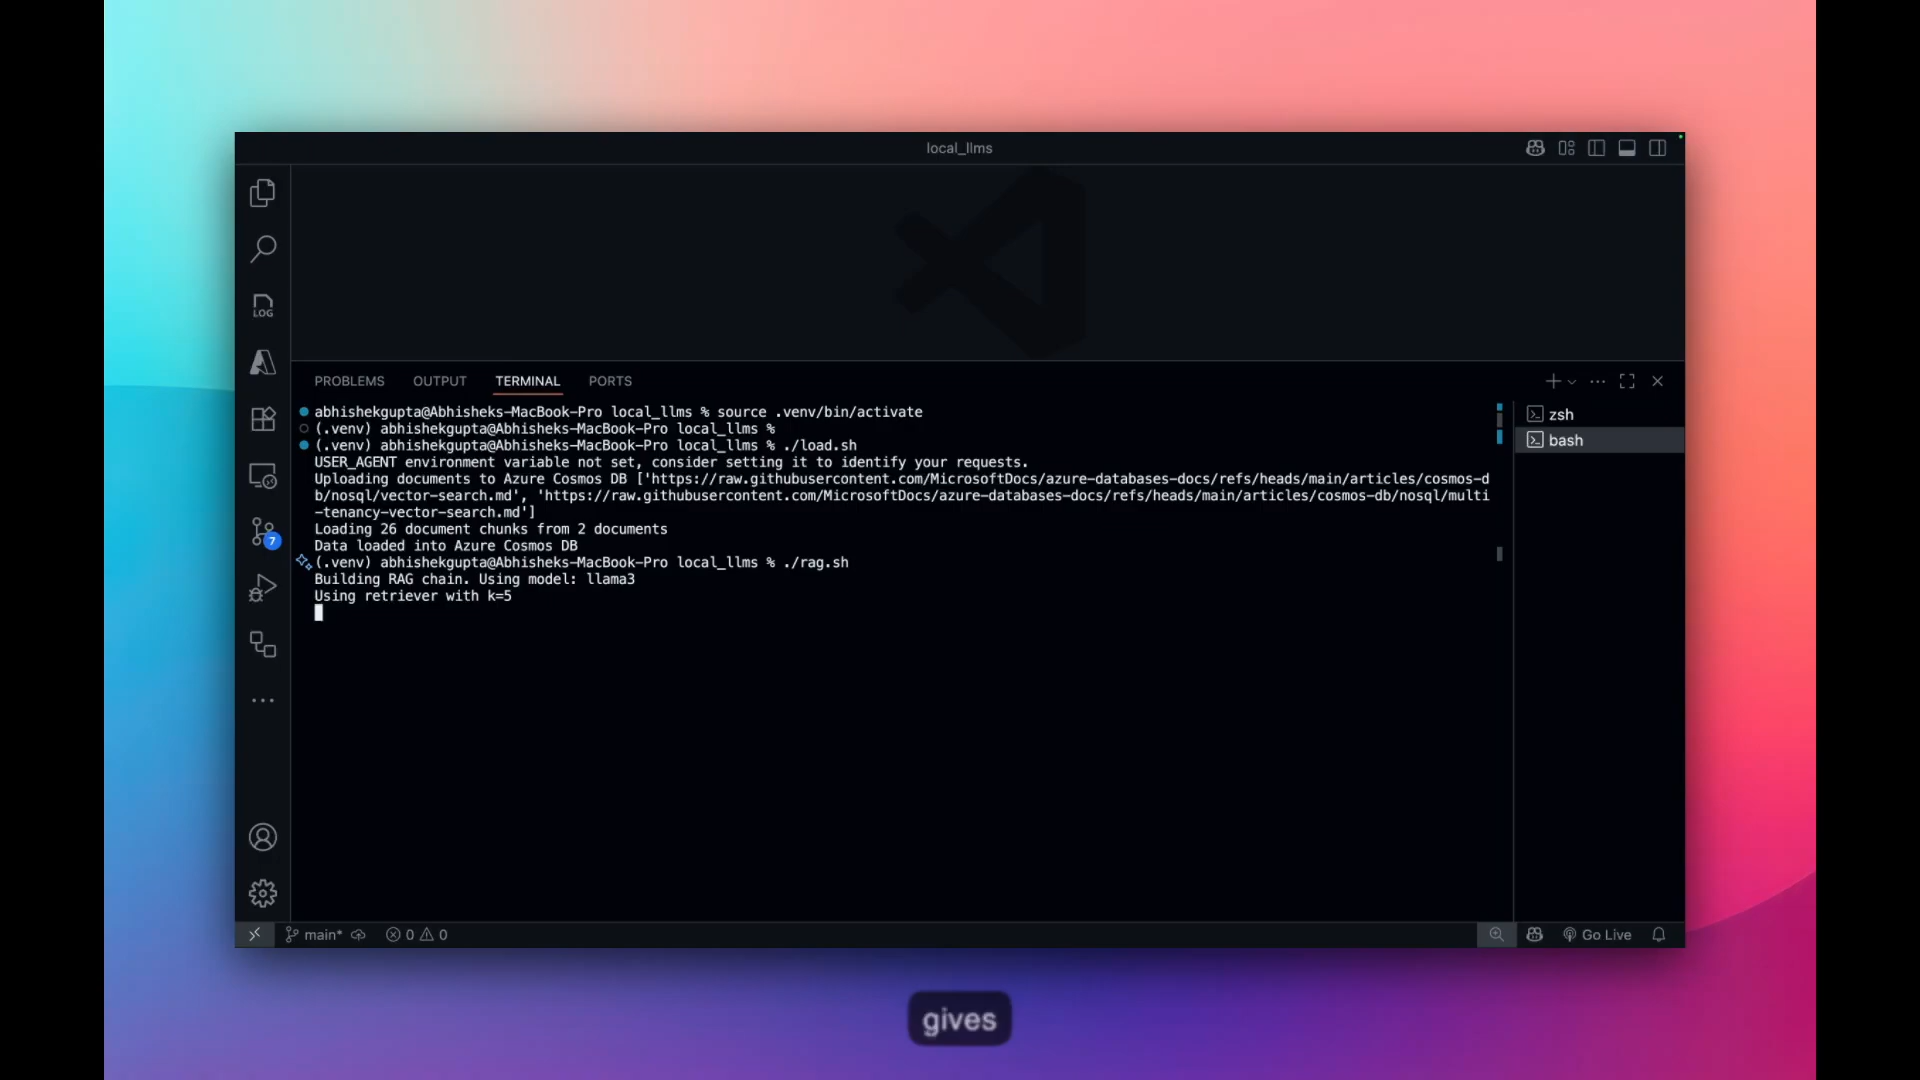 local_llms
LOG
PROBLEMS OUTPUT TERMINAL PORTS
abhishekgupta@Abhisheks-MacBook-Pro local_llms % source .venv/bin/activate
(.venv) abhishekgupta@Abhisheks-MacBook-Pro local_llms %
(.venv) abhishekgupta@Abhisheks-MacBook-Pro local_llms % ./load.sh
USER_AGENT environment variable not set, consider setting it to identify your requests.
Uploading documents to Azure Cosmos DB ['https://raw.githubusercontent.com/MicrosoftDocs/azure-databases-docs/refs/heads/main/articles/cosmos-d
b/nosql/vector-search.md', 'https://raw.githubusercontent.com/MicrosoftDocs/azure-databases-docs/refs/heads/main/articles/cosmos-db/nosql/multi
-tenancy-vector-search.md']
Loading 26 document chunks from 2 documents
Data loaded into Azure Cosmos DB
(.venv) abhishekgupta@Abhisheks-MacBook-Pro local_llms % ./rag.sh
Building RAG chain. Using model: llama3
Using retriever with k=5
zsh
bash
7
main* 0 0 Go Live
gives